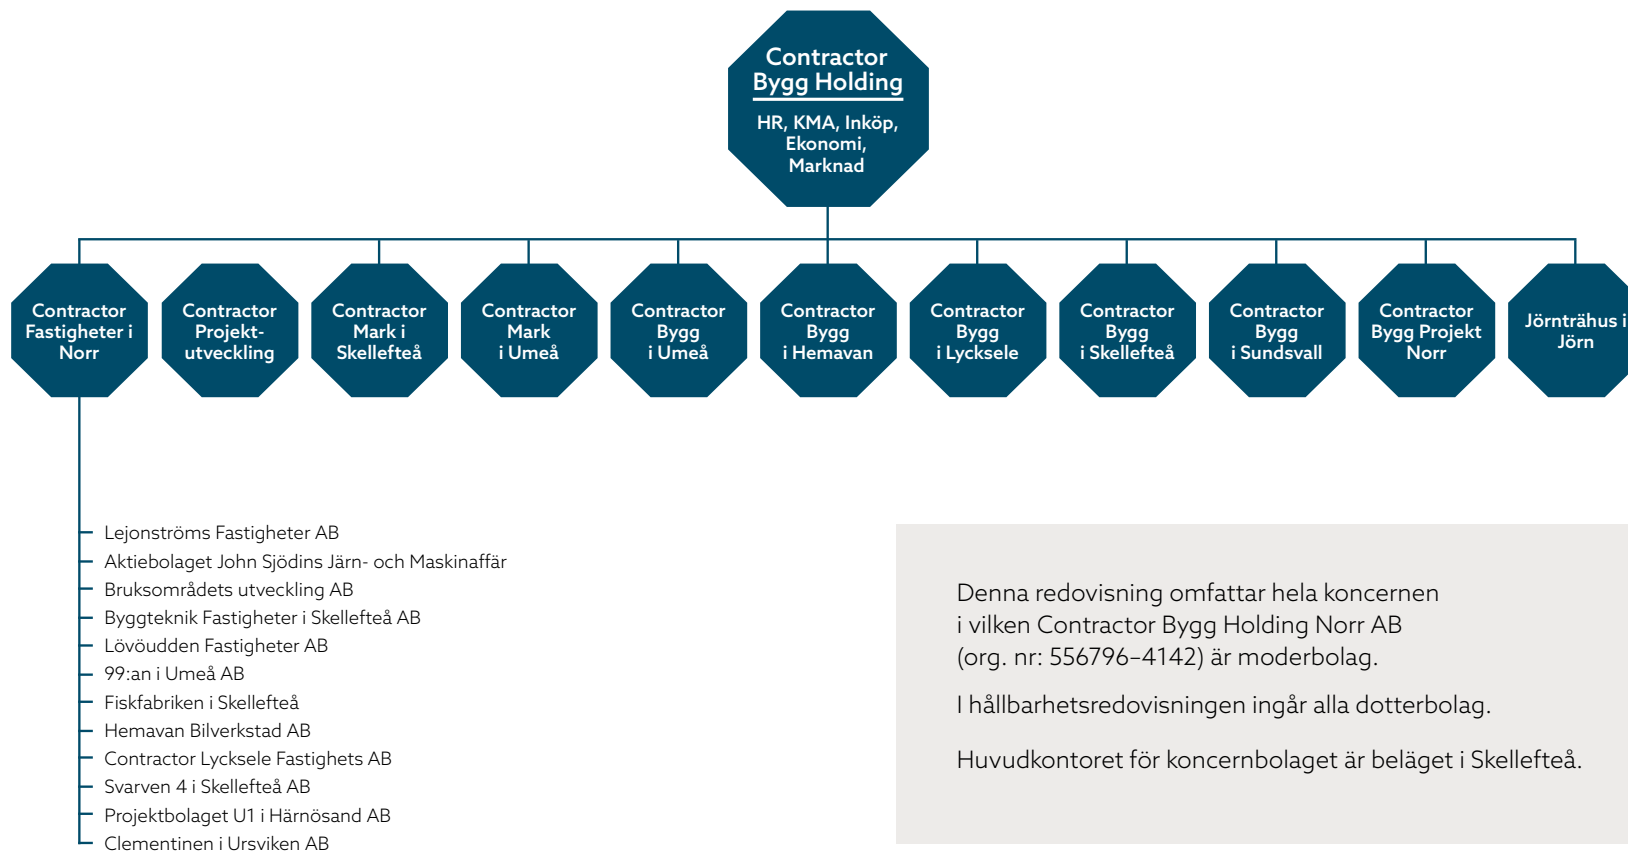 Contractor
Bygg Holding
HR, KMA, Inköp,
Ekonomi,
Marknad
Contractor
Fastigheter i
Norr
Contractor
Projekt-
utveckling
Contractor
Mark i
Skellefteå
Contractor
Mark
i Umeå
Contractor
Bygg
i Umeå
Contractor
Bygg
i Hemavan
Contractor
Bygg
i Lycksele
Contractor
Bygg
i Skellefteå
Contractor
Bygg
i Sundsvall
Contractor
Bygg Projekt
Norr
Jörnträhus i
Jörn
Lejonströms Fastigheter AB
Aktiebolaget John Sjödins Järn- och Maskinaffär
Bruksområdets utveckling AB
Byggteknik Fastigheter i Skellefteå AB
Lövöudden Fastigheter AB
99:an i Umeå AB
Fiskfabriken i Skellefteå
Hemavan Bilverkstad AB
Contractor Lycksele Fastighets AB
Svarven 4 i Skellefteå AB
Projektbolaget U1 i Härnösand AB
Clementinen i Ursviken AB
Denna redovisning omfattar hela koncernen
i vilken Contractor Bygg Holding Norr AB
(org. nr: 556796–4142) är moderbolag.
I hållbarhetsredovisningen ingår alla dotterbolag.
Huvudkontoret för koncernbolaget är beläget i Skellefteå.